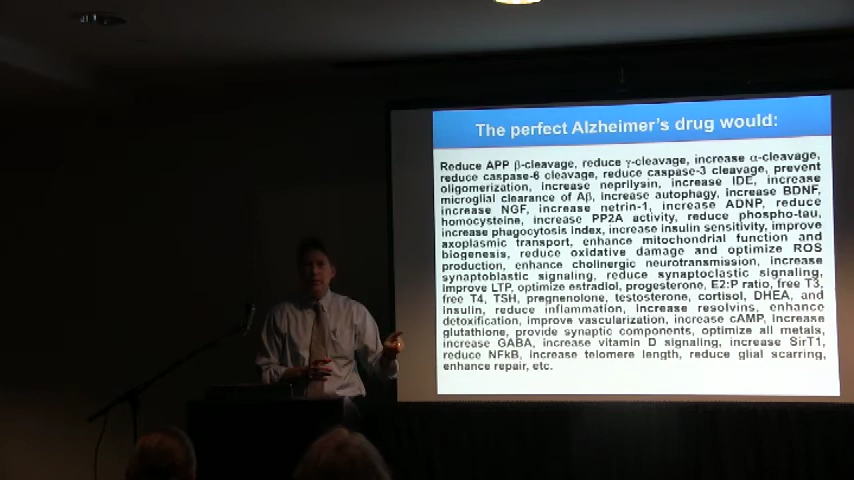 The perfect Alzheimer's drug would:
Reduce APP β-cleavage, reduce γ-cleavage, increase α-cleavage,
reduce caspase-6 cleavage, reduce caspase-3 cleavage, prevent
oligomerization, increase neprilysin, increase IDE, increase
microglial clearance of Aβ, increase autophagy, increase BDNF,
increase NGF, increase netrin-1, increase ADNP, reduce
homocysteine, increase PP2A activity, reduce phospho-tau,
increase phagocytosis index, increase insulin sensitivity, improve
axoplasmic transport, enhance mitochondrial function and
biogenesis, reduce oxidative damage and optimize ROS
production, enhance cholinergic neurotransmission, increase
synaptoblastic signaling, reduce synaptoclastic signaling,
improve LTP, optimize estradiol, progesterone, E2:P ratio, free T3,
free T4, TSH, pregnenolone, testosterone, cortisol, DHEA, and
insulin, reduce inflammation, increase resolvins, enhance
detoxification, improve vascularization, increase cAMP, increase
glutathione, provide synaptic components, optimize all metals,
increase GABA, increase vitamin D signaling, increase SirT1,
reduce NFkB, increase telomere length, reduce glial scarring,
enhance repair, etc.